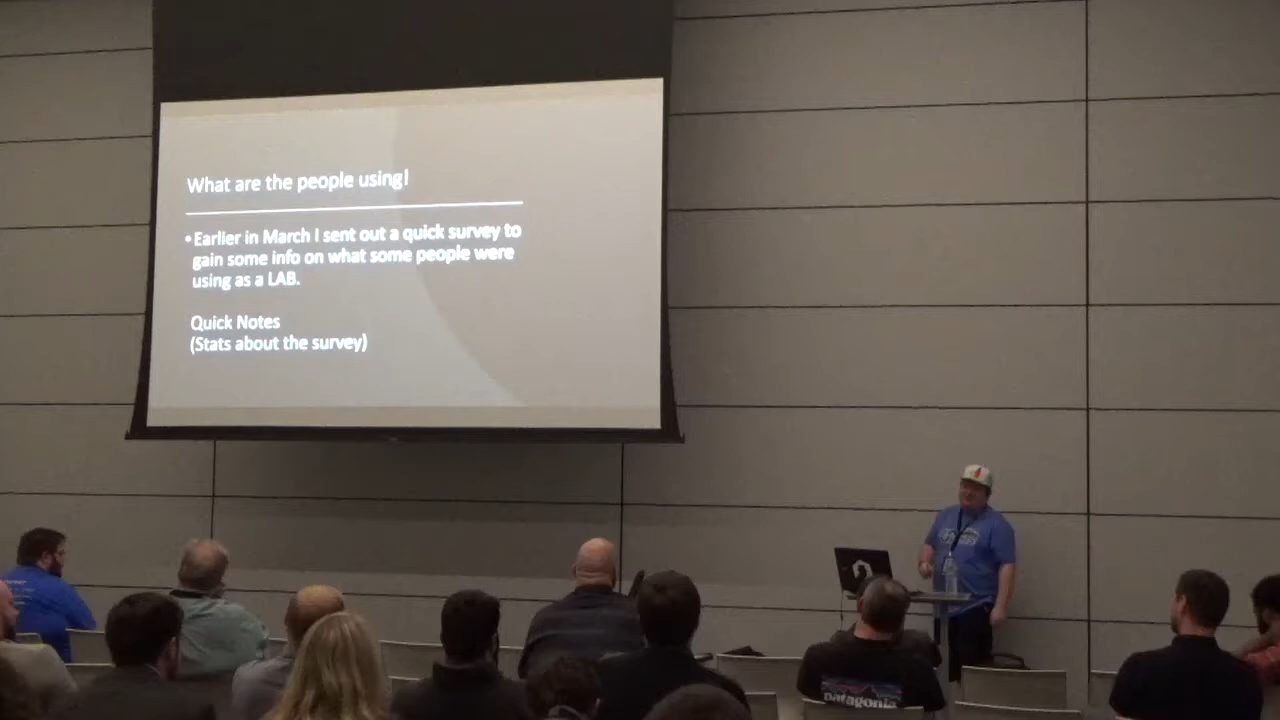 What are the people using!
• Earlier in March I sent out a quick survey to
gain some info on what some people were
using as a LAB.
Quick Notes
(Stats about the survey)
patagonia